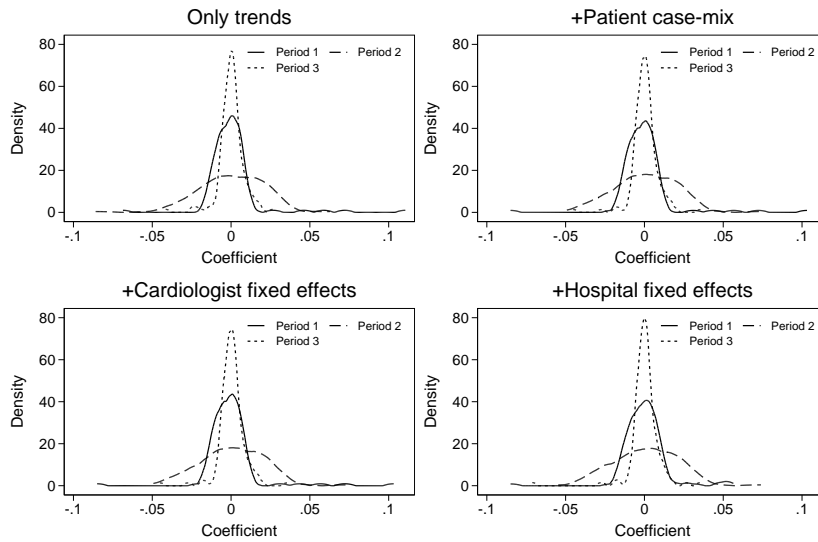 Only trends
80
60
40
20
0
Density
-.1 -.05 0 .05 .1
Coefficient
Period 1 Period 2
Period 3
+Patient case-mix
80
60
40
20
0
Density
-.1 -.05 0 .05 .1
Coefficient
Period 1 Period 2
Period 3
+Cardiologist fixed effects
80
60
40
20
0
Density
-.1 -.05 0 .05 .1
Coefficient
Period 1 Period 2
Period 3
+Hospital fixed effects
80
60
40
20
0
Density
-.1 -.05 0 .05 .1
Coefficient
Period 1 Period 2
Period 3